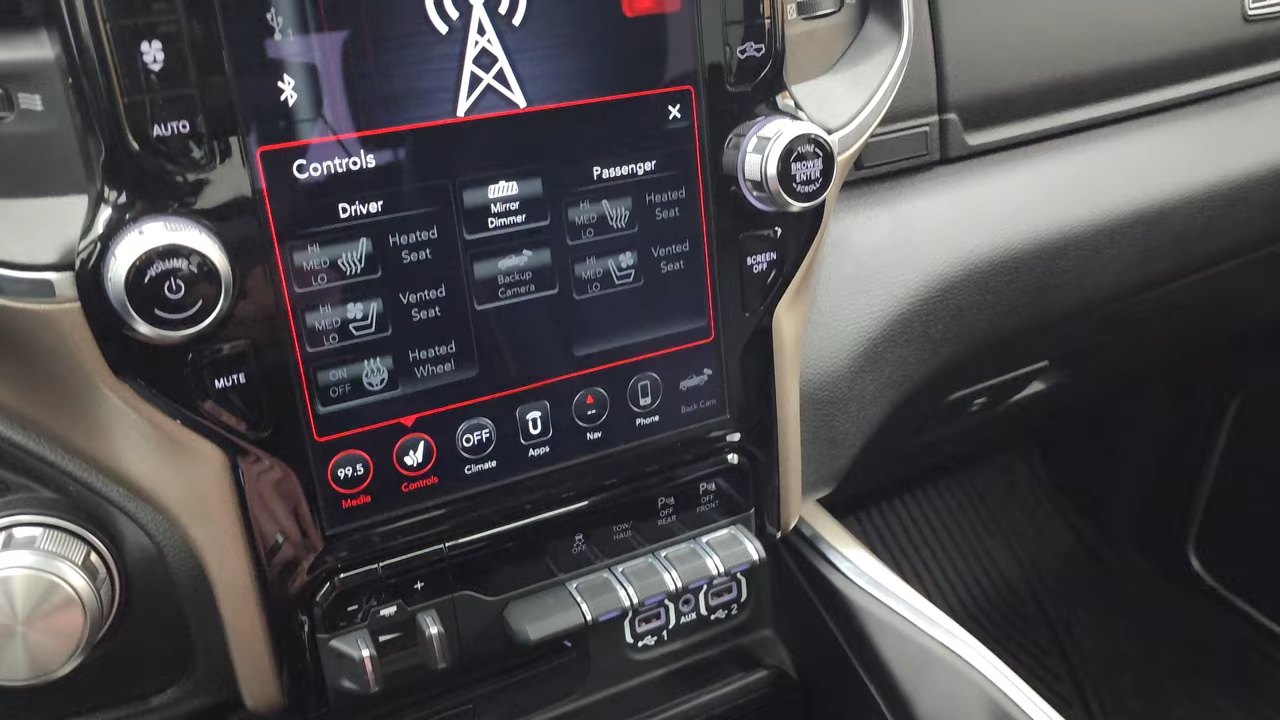 AUTO
Controls
Driver
HI
MED
LO
Heated
Seat
HI
MED
LO
Vented
Seat
ON
OFF
Heated
Wheel
Mirror
Dimmer
Backup
Camera
Passenger
HI
MED
LO
Heated
Seat
HI
MED
LO
Vented
Seat
VOLUME
MUTE
TUNE
BROWSE
ENTER
SCROLL
SCREEN
OFF
99.5
Media
Controls
OFF
Climate
Apps
Nav
Phone
Back Cam
OFF
TOW/
HAUL
P
OFF
REAR
P
OFF
FRONT
1
AUX
2